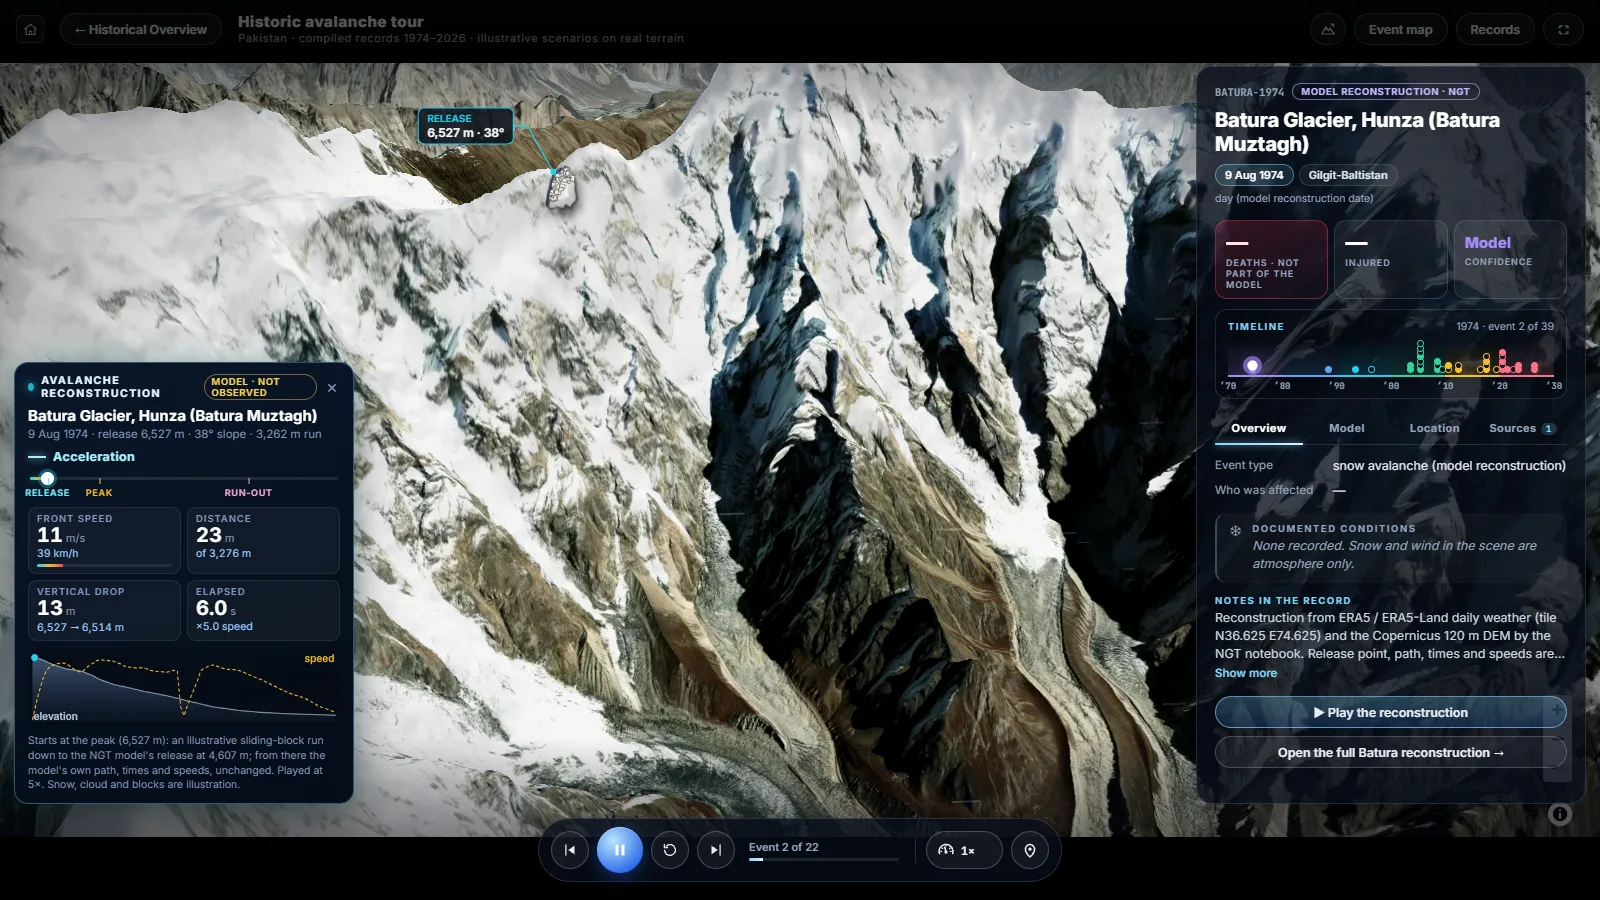 ← Historical Overview
Historic avalanche tour
Pakistan · compiled records 1974–2026 · illustrative scenarios on real terrain
Event map
Records
RELEASE
6,527 m · 38°
BATURA-1974
MODEL RECONSTRUCTION · NGT
Batura Glacier, Hunza (Batura
Muztagh)
9 Aug 1974
Gilgit-Baltistan
day (model reconstruction date)
—
DEATHS · NOT
PART OF THE
MODEL
—
INJURED
Model
CONFIDENCE
TIMELINE
1974 · event 2 of 39
'70 '80 '90 '00 '10 '20 '30
Overview
Model
Location
Sources 1
Event type snow avalanche (model reconstruction)
Who was affected —
DOCUMENTED CONDITIONS
None recorded. Snow and wind in the scene are
atmosphere only.
NOTES IN THE RECORD
Reconstruction from ERA5 / ERA5-Land daily weather (tile
N36.625 E74.625) and the Copernicus 120 m DEM by the
NGT notebook. Release point, path, times and speeds are...
Show more
▶ Play the reconstruction
Open the full Batura reconstruction →
AVALANCHE
RECONSTRUCTION
MODEL · NOT
OBSERVED
Batura Glacier, Hunza (Batura Muztagh)
9 Aug 1974 · release 6,527 m · 38° slope · 3,262 m run
— Acceleration
RELEASE
PEAK
RUN-OUT
FRONT SPEED
11 m/s
39 km/h
DISTANCE
23 m
of 3,276 m
VERTICAL DROP
13 m
6,527 → 6,514 m
ELAPSED
6.0 s
×5.0 speed
speed
elevation
Starts at the peak (6,527 m): an illustrative sliding-block run
down to the NGT model's release at 4,607 m; from there the
model's own path, times and speeds, unchanged. Played at
5×. Snow, cloud and blocks are illustration.
Event 2 of 22
1×